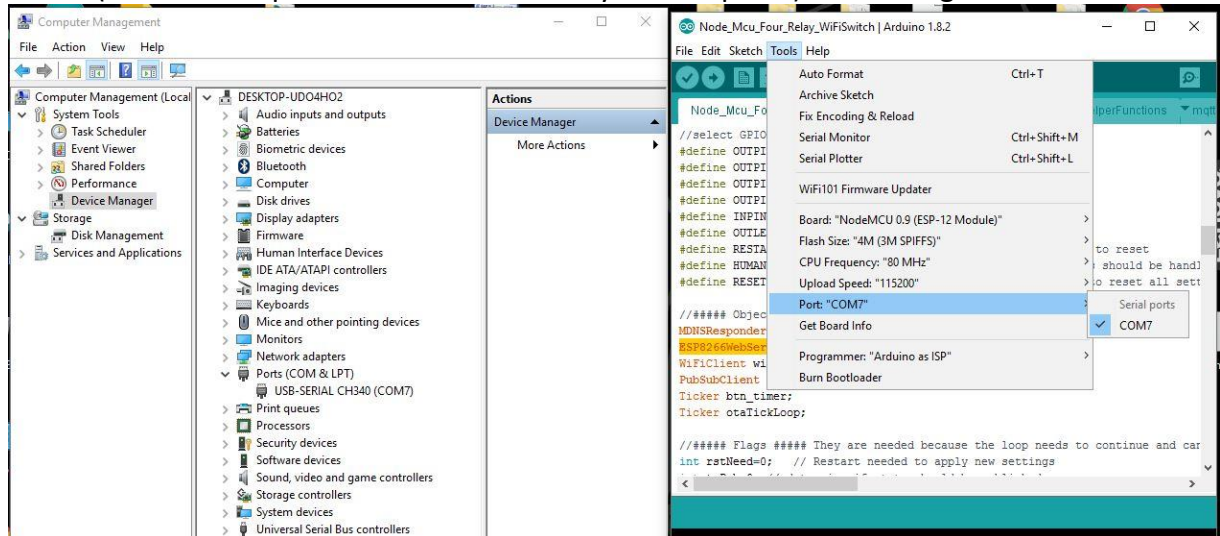 Computer Management
File Action View Help
Computer Management (Local
System Tools
Task Scheduler
Event Viewer
Shared Folders
Performance
Device Manager
Storage
Disk Management
Services and Applications
DESKTOP-UDO4HO2
Audio inputs and outputs
Batteries
Biometric devices
Bluetooth
Computer
Disk drives
Display adapters
Firmware
Human Interface Devices
IDE ATA/ATAPI controllers
Imaging devices
Keyboards
Mice and other pointing devices
Monitors
Network adapters
Ports (COM & LPT)
USB-SERIAL CH340 (COM7)
Print queues
Processors
Security devices
Software devices
Sound, video and game controllers
Storage controllers
System devices
Universal Serial Bus controllers
Actions
Device Manager
More Actions
Node_Mcu_Four_Relay_WiFiSwitch | Arduino 1.8.2
File Edit Sketch Tools Help
Auto Format Ctrl+T
Archive Sketch
Fix Encoding & Reload
Serial Monitor Ctrl+Shift+M
Serial Plotter Ctrl+Shift+L
WiFi101 Firmware Updater
Board: "NodeMCU 0.9 (ESP-12 Module)"
Flash Size: "4M (3M SPIFFS)"
CPU Frequency: "80 MHz"
Upload Speed: "115200"
Port: "COM7"
Get Board Info
Programmer: "Arduino as ISP"
Burn Bootloader
Serial ports
COM7
Node_Mcu_Fo lperFunctions mqtt
//select GPIO
#define OUTPI
#define OUTPI
#define OUTPI
#define OUTPI
#define INPIN
#define OUTLE
#define RESTA to reset
#define HUMAN should be handl
#define RESET to reset all sett
//##### Objec
MDNSResponder
ESP8266WebSer
WiFiClient wi
PubSubClient
Ticker btn_timer;
Ticker otaTickLoop;
//##### Flags ##### They are needed because the loop needs to continue and car
int rstNeed=0; // Restart needed to apply new settings